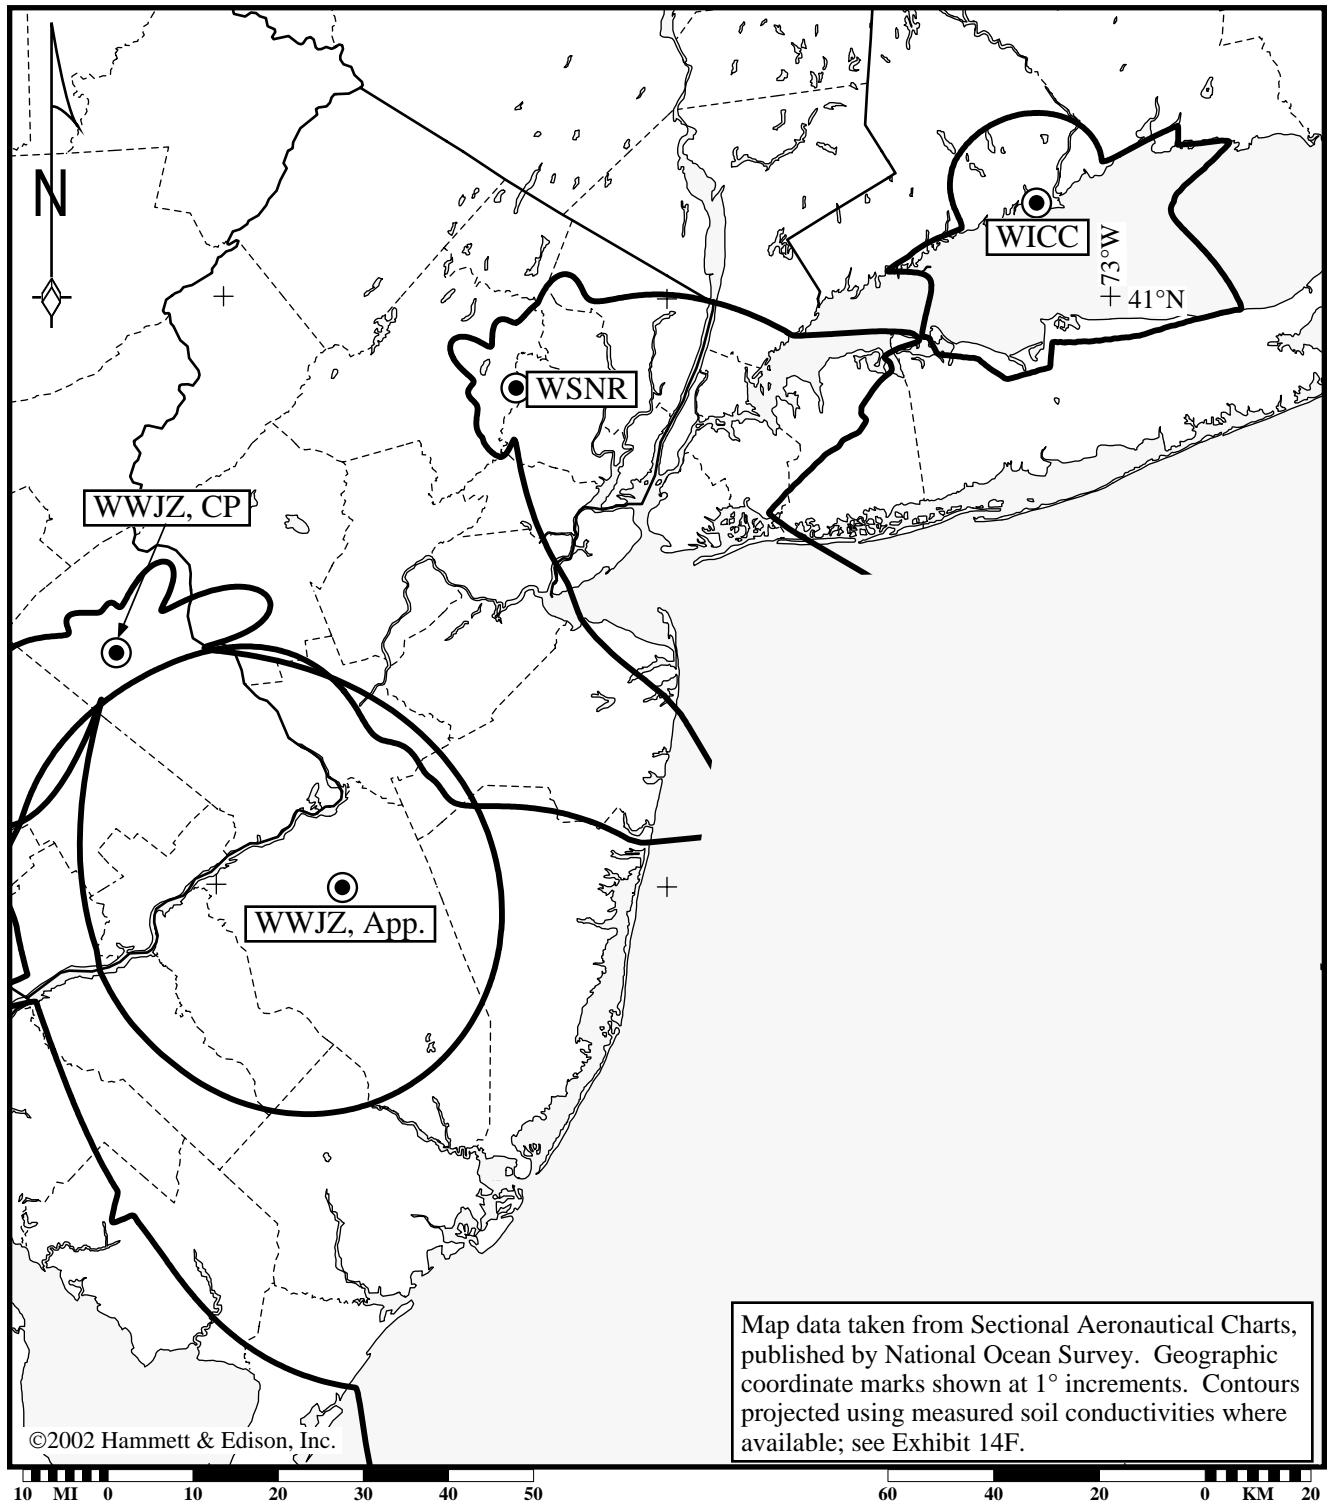 N
WICC
73°W
41°N
WSNR
WWJZ, CP
WWJZ, App.
Map data taken from Sectional Aeronautical Charts,
published by National Ocean Survey.  Geographic
coordinate marks shown at 1° increments.  Contours
projected using measured soil conductivities where
available; see Exhibit 14F.
©2002 Hammett & Edison, Inc.
10 MI 0 10 20 30 40 50 60 40 20 0 KM 20